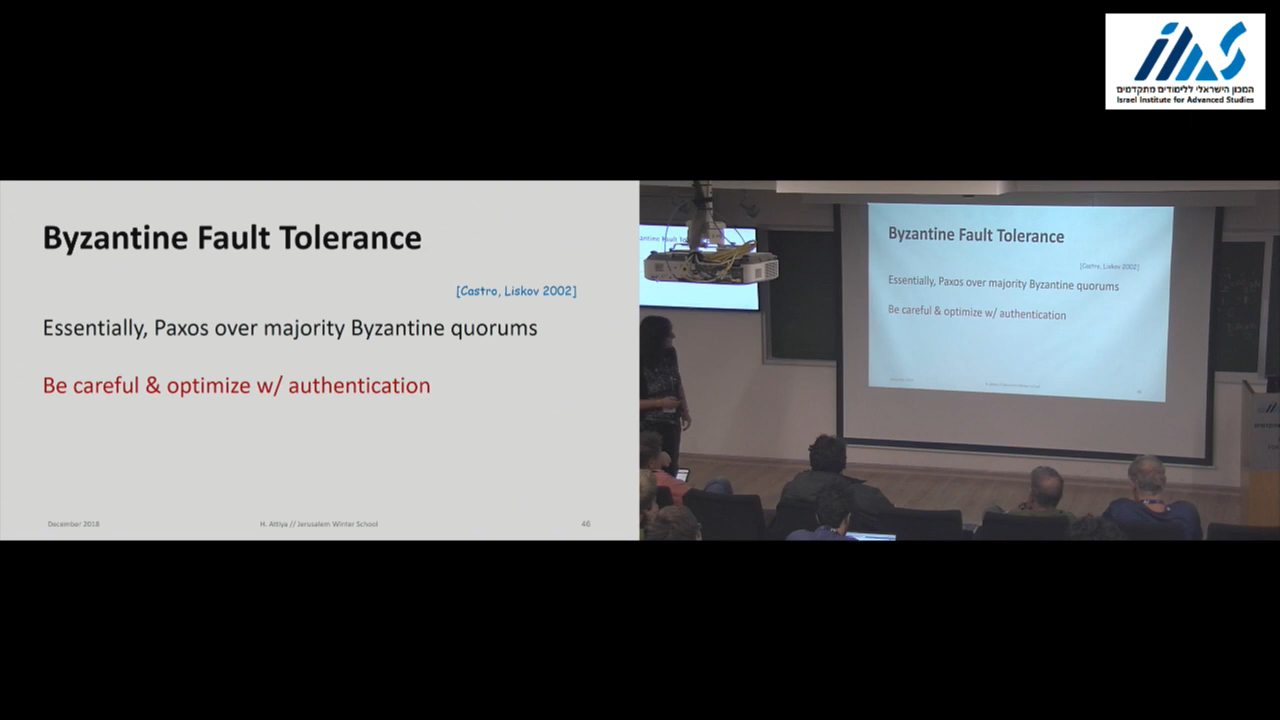 המכון הישראלי ללימודים מתקדמים
Israel Institute for Advanced Studies
Byzantine Fault Tolerance
[Castro, Liskov 2002]
Essentially, Paxos over majority Byzantine quorums
Be careful & optimize w/ authentication
December 2018
H. Attiya // Jerusalem Winter School
46
Byzantine Fault Tolerance
[Castro, Liskov 2002]
Essentially, Paxos over majority Byzantine quorums
Be careful & optimize w/ authentication